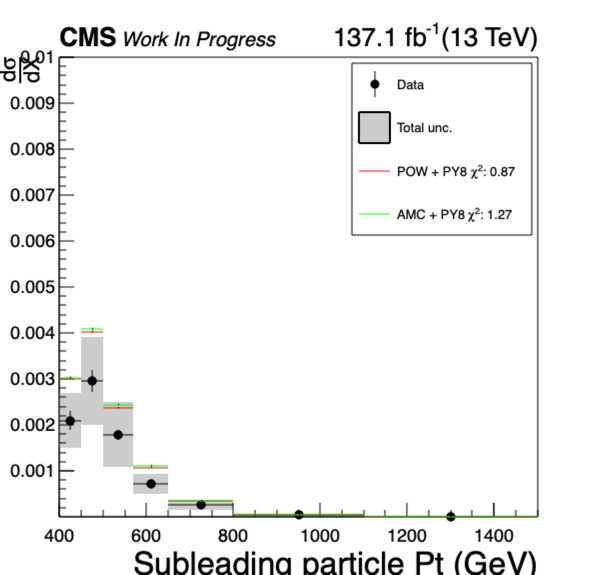 CMS Work In Progress 137.1 fb⁻¹(13 TeV)
dσ
dX
0.01
0.009
0.008
0.007
0.006
0.005
0.004
0.003
0.002
0.001
Data
Total unc.
POW + PY8 χ²: 0.87
AMC + PY8 χ²: 1.27
400 600 800 1000 1200 1400
Subleading particle Pt (GeV)